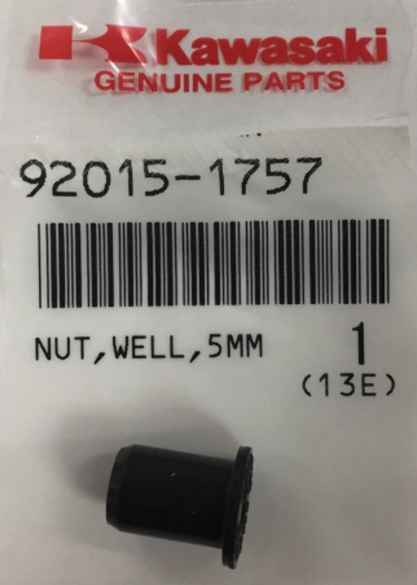 Kawasaki
GENUINE PARTS
92015-1757
NUT,WELL,5MM 1
(13E)